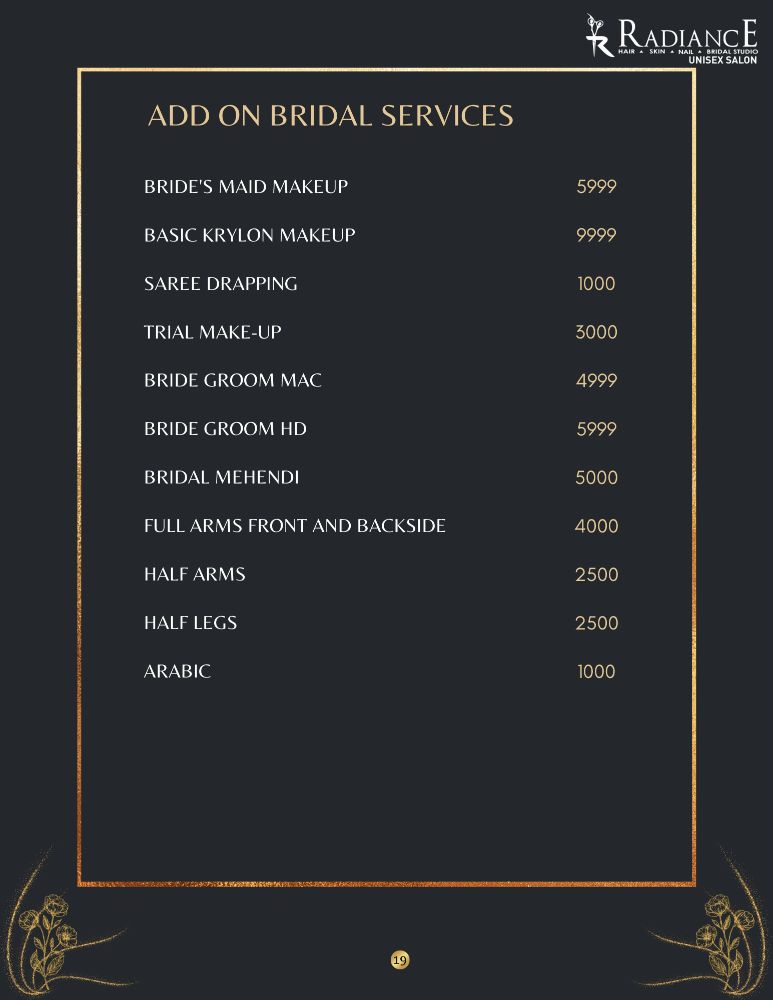 RADIANCE
HAIR ▲ SKIN ▲ NAIL ▲ BRIDAL STUDIO
UNISEX SALON
ADD ON BRIDAL SERVICES
BRIDE'S MAID MAKEUP 5999
BASIC KRYLON MAKEUP 9999
SAREE DRAPPING 1000
TRIAL MAKE-UP 3000
BRIDE GROOM MAC 4999
BRIDE GROOM HD 5999
BRIDAL MEHENDI 5000
FULL ARMS FRONT AND BACKSIDE 4000
HALF ARMS 2500
HALF LEGS 2500
ARABIC 1000
19